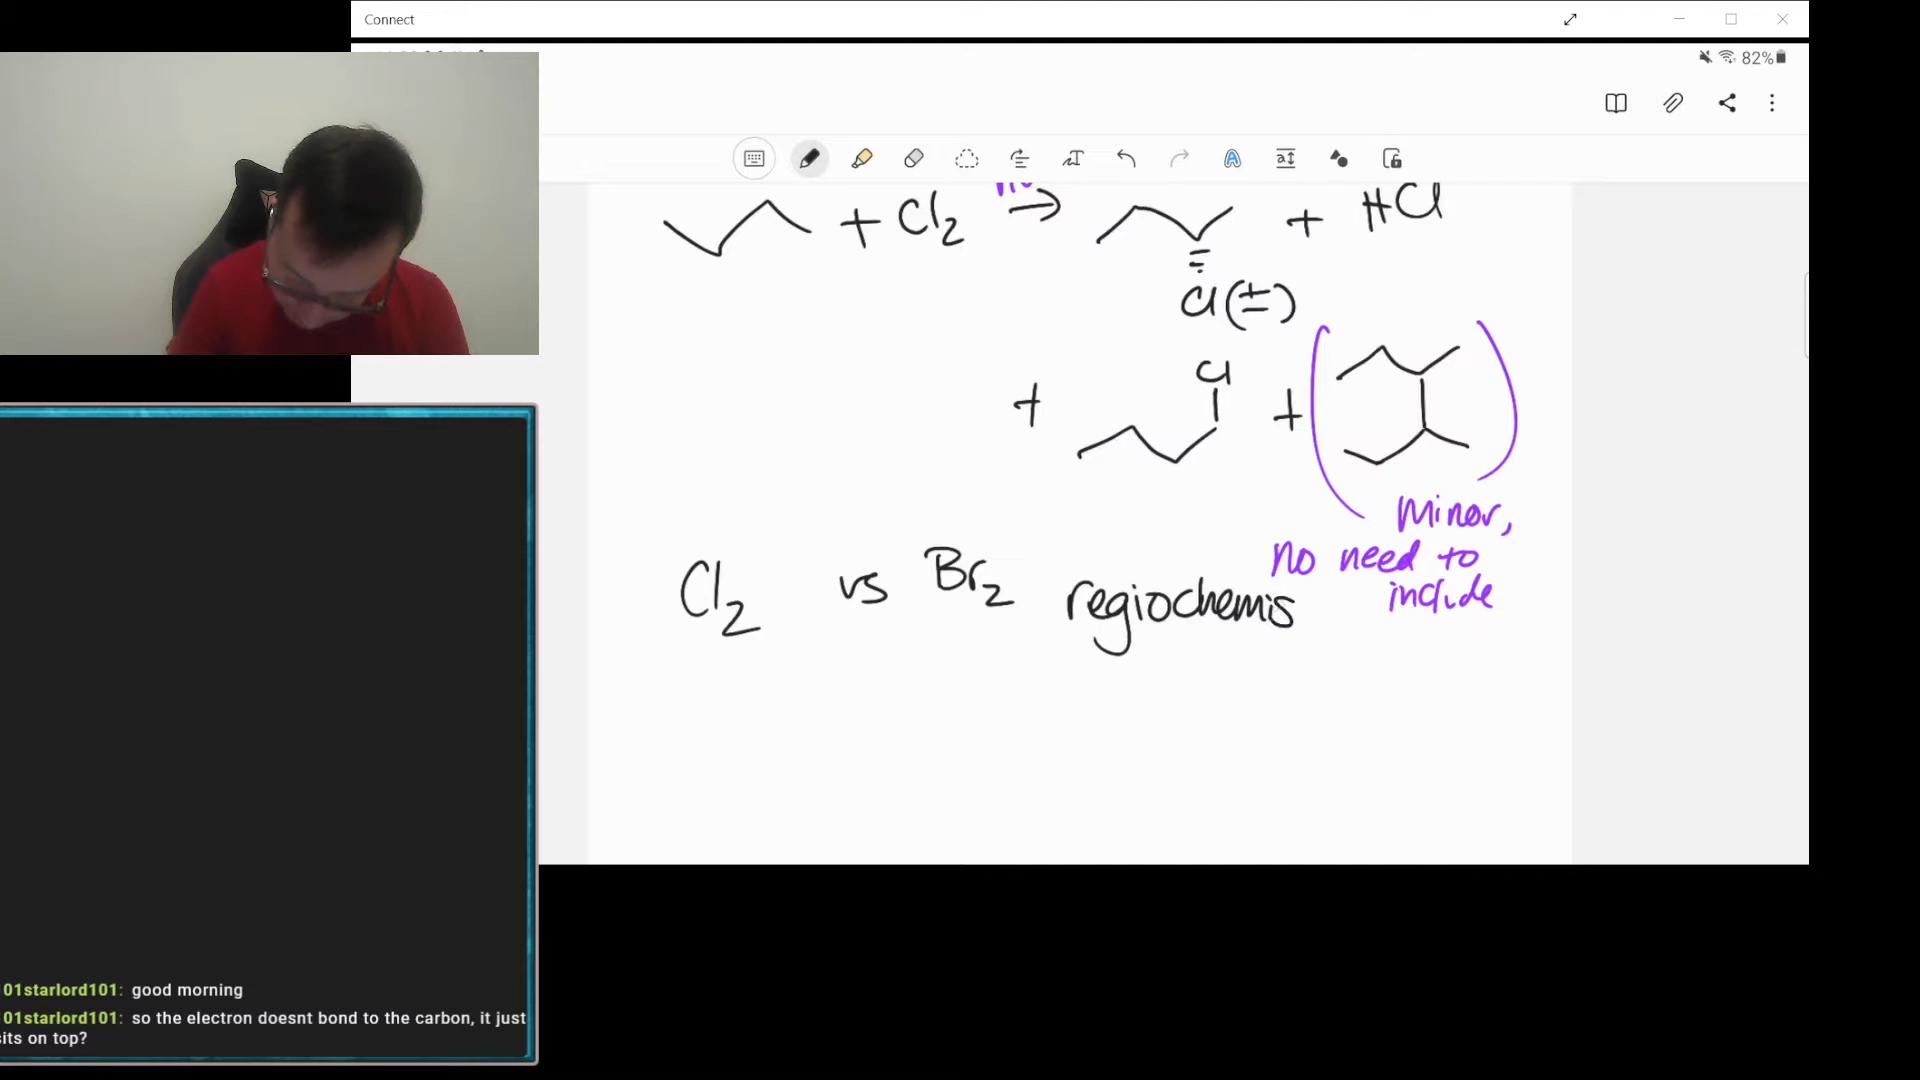 Connect
82%
+ Cl2 → + HCl
Cl (±)
Cl
+ +
Minor,
no need to
include
Cl2 vs Br2 regiochemis
01starlord101: good morning
01starlord101: so the electron doesnt bond to the carbon, it just
sits on top?